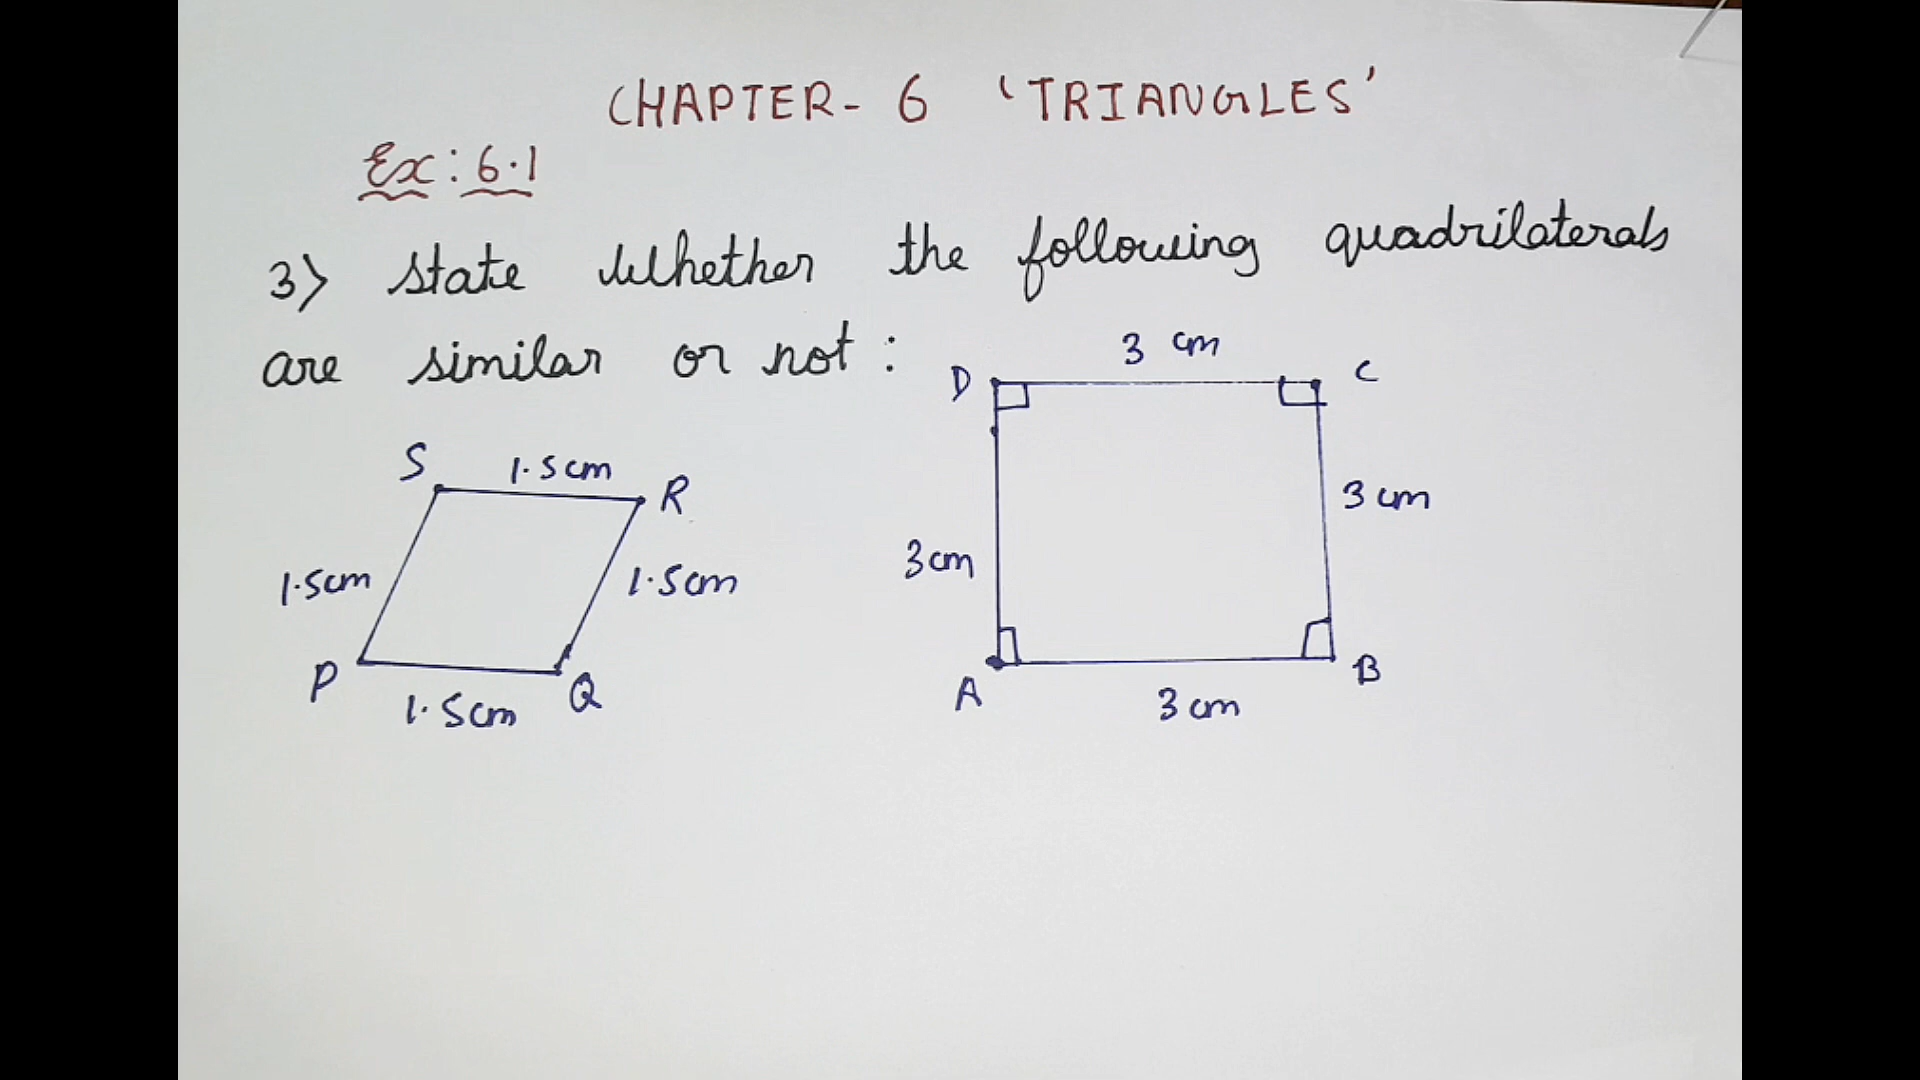 CHAPTER- 6 'TRIANGLES'
Ex: 6.1
3) State Whether the following quadrilaterals
are similar or not:
3 cm
D
C
S
1.5cm
R
3 cm
3cm
1.5cm
1.5cm
P
Q
1.5cm
A
B
3 cm